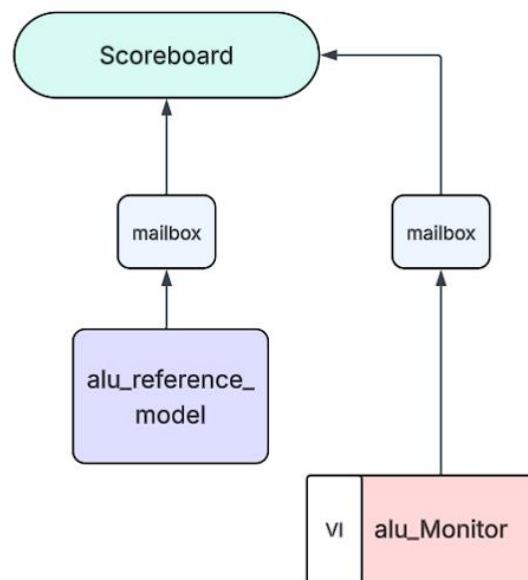 Scoreboard
mailbox
mailbox
alu_reference_
model
VI
alu_Monitor